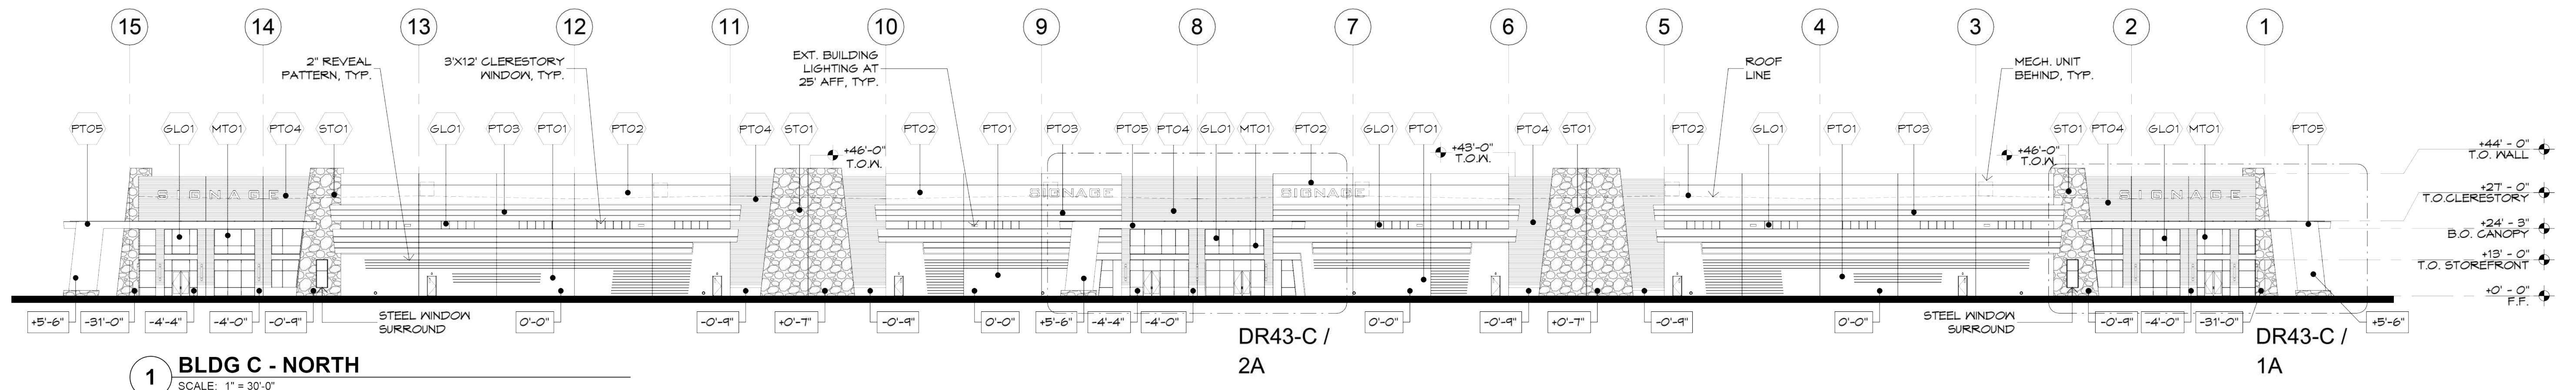 15 14 13 12 11 10 9 8 7 6 5 4 3 2 1
2" REVEAL
PATTERN, TYP.
3'X12' CLERESTORY
WINDOW, TYP.
EXT. BUILDING
LIGHTING AT
25' AFF, TYP.
ROOF
LINE
MECH. UNIT
BEHIND, TYP.
PT05 GL01 MT01 PT04 ST01 GL01 PT03 PT01 PT02 PT04 ST01 PT02 PT01 PT03 PT05 PT04 GL01 MT01 PT02 GL01 PT01 PT04 ST01 PT02 GL01 PT01 PT03 ST01 PT04 GL01 MT01 PT05
+46'-0"
T.O.W.
+43'-0"
T.O.W.
+46'-0"
T.O.W.
+44' - 0"
T.O. WALL
+27' - 0"
T.O.CLERESTORY
+24' - 3"
B.O. CANOPY
+13' - 0"
T.O. STOREFRONT
+0' - 0"
F.F.
SIGNAGE SIGNAGE SIGNAGE SIGNAGE
+5'-6" -31'-0" -4'-4" -4'-0" -0'-9" 0'-0" -0'-9" +0'-7" -0'-9" 0'-0" +5'-6" -4'-4" -4'-0" 0'-0" -0'-9" +0'-7" -0'-9" 0'-0" -0'-9" -4'-0" -31'-0" +5'-6"
STEEL WINDOW
SURROUND
STEEL WINDOW
SURROUND
DR43-C /
2A
DR43-C /
1A
1 BLDG C - NORTH
SCALE: 1" = 30'-0"